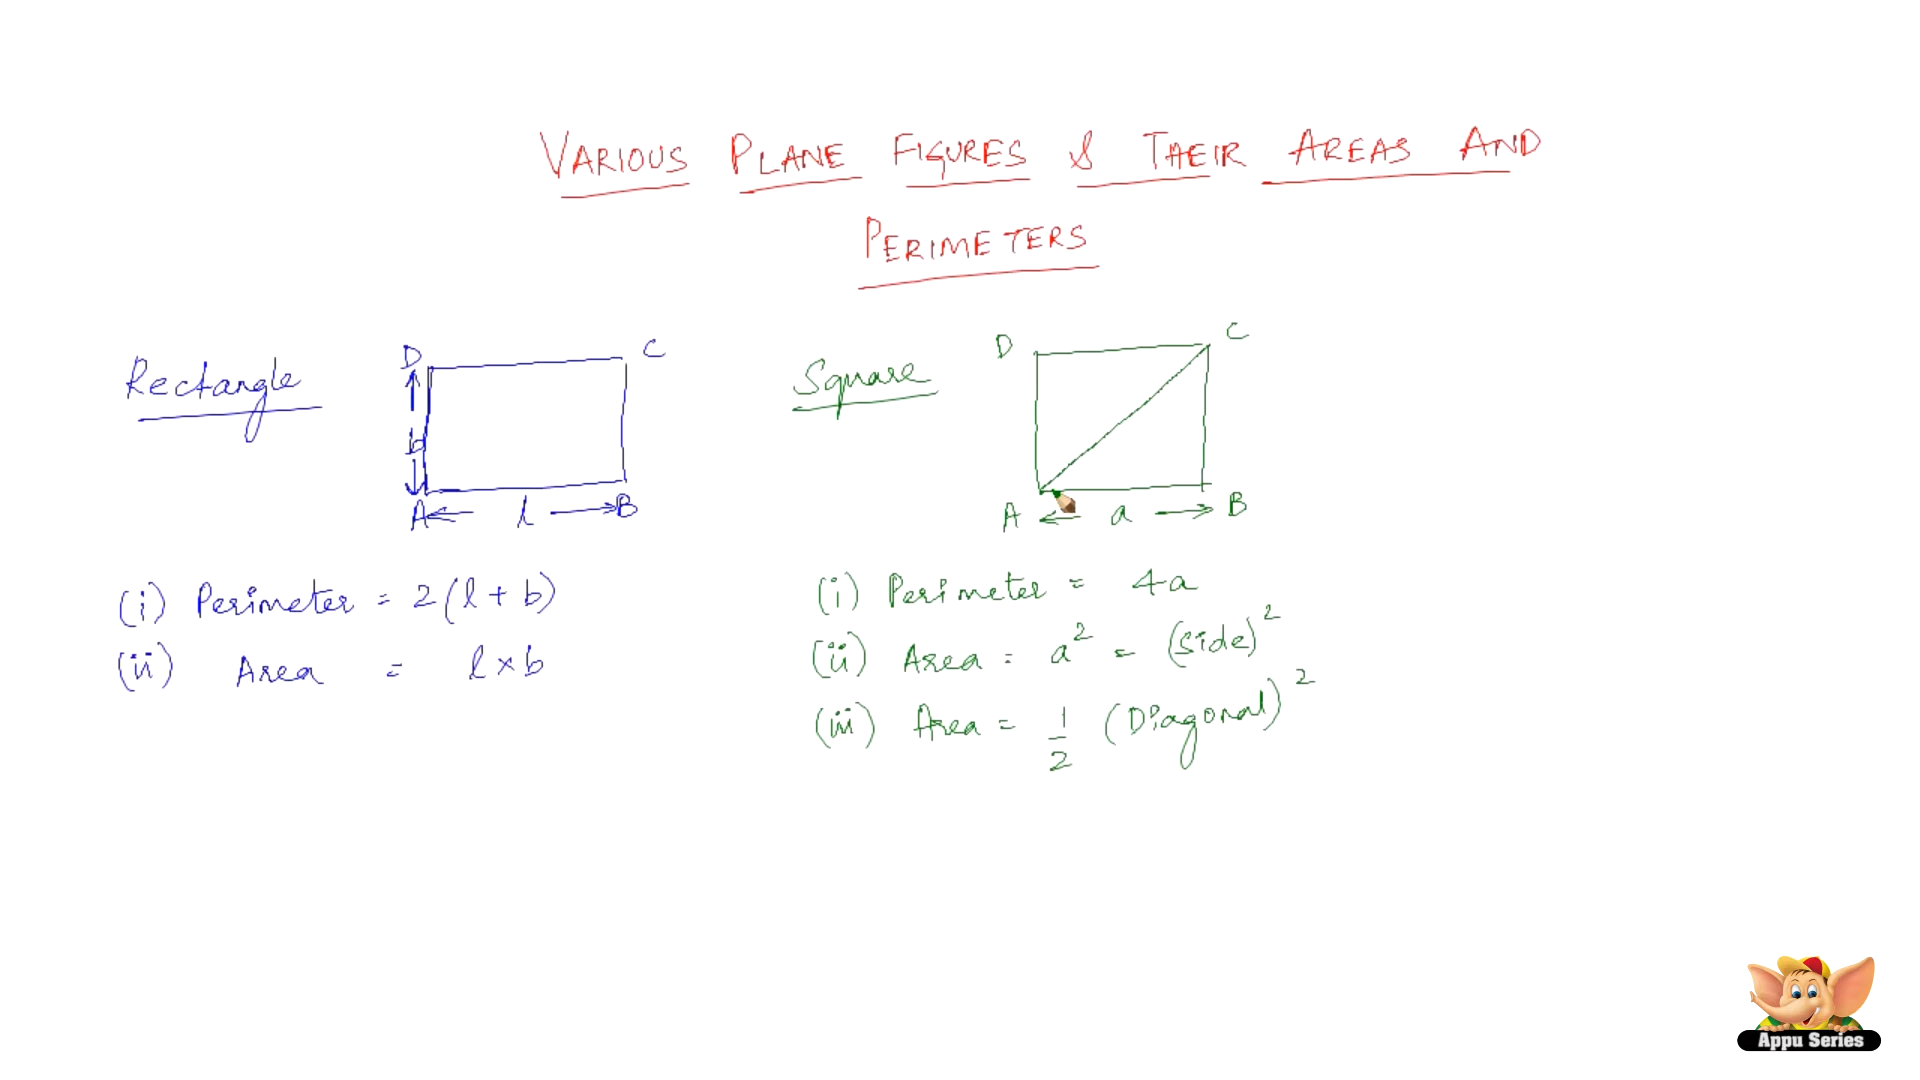 VARIOUS PLANE FIGURES & THEIR AREAS AND
PERIMETERS
Rectangle
D
C
b
A
l
B
(i) Perimeter = 2(l + b)
(ii) Area = l × b
Square
D
C
A
a
B
(i) Perimeter = 4a
(ii) Area = a² = (side)²
(iii) Area = 1/2 (Diagonal)²
Appu Series